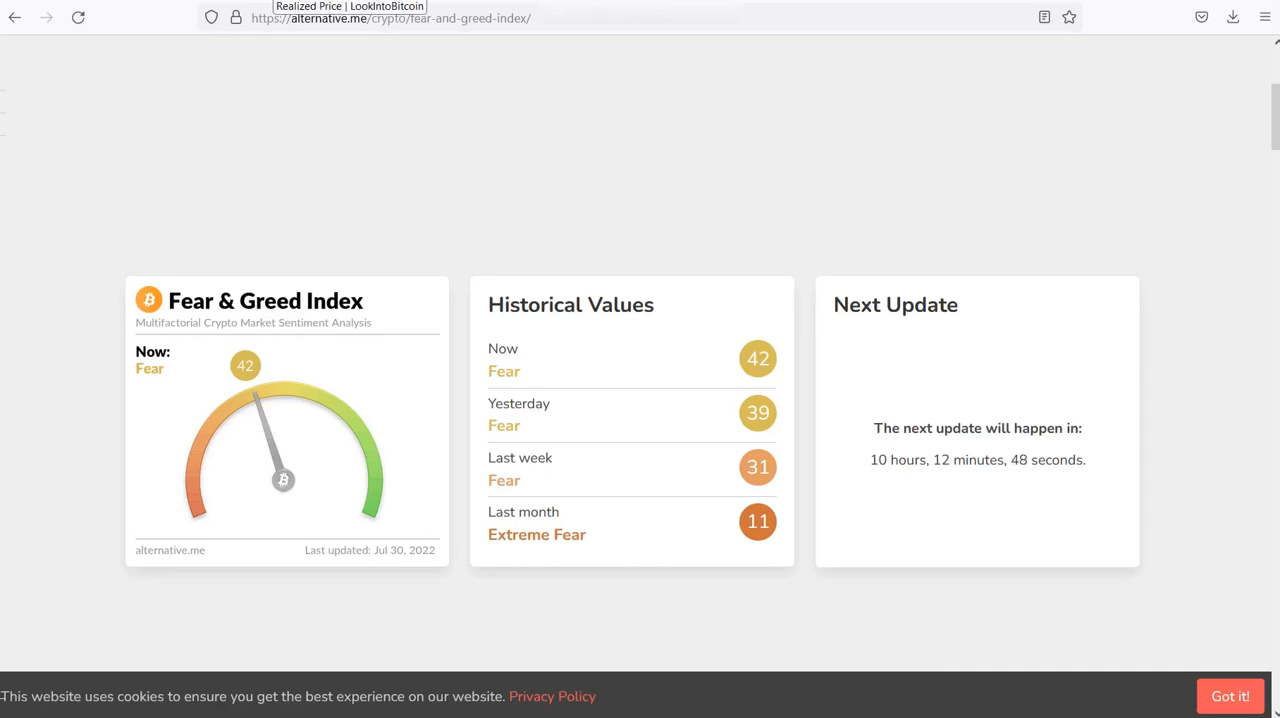 Realized Price | LookIntoBitcoin
https://alternative.me/crypto/fear-and-greed-index/
Fear & Greed Index
Multifactorial Crypto Market Sentiment Analysis
Now:
Fear
42
alternative.me
Last updated: Jul 30, 2022
Historical Values
Now
Fear
42
Yesterday
Fear
39
Last week
Fear
31
Last month
Extreme Fear
11
Next Update
The next update will happen in:
10 hours, 12 minutes, 48 seconds.
This website uses cookies to ensure you get the best experience on our website. Privacy Policy
Got it!